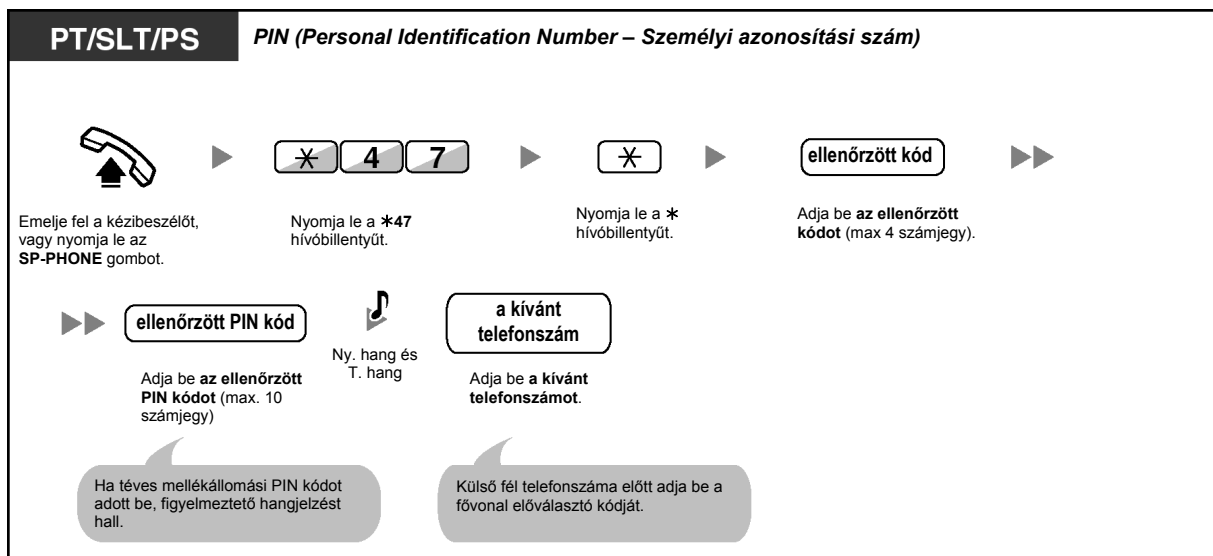 PT/SLT/PS
PIN (Personal Identification Number – Személyi azonosítási szám)
* 4 7
*
ellenőrzött kód
Emelje fel a kézibeszélőt,
vagy nyomja le az
SP-PHONE gombot.
Nyomja le a *47
hívóbillentyűt.
Nyomja le a *
hívóbillentyűt.
Adja be az ellenőrzött
kódot (max 4 számjegy).
ellenőrzött PIN kód
Ny. hang és
T. hang
a kívánt
telefonszám
Adja be az ellenőrzött
PIN kódot (max. 10
számjegy)
Adja be a kívánt
telefonszámot.
Ha téves mellékállomási PIN kódot
adott be, figyelmeztető hangjelzést
hall.
Külső fél telefonszáma előtt adja be a
fővonal előválasztó kódját.